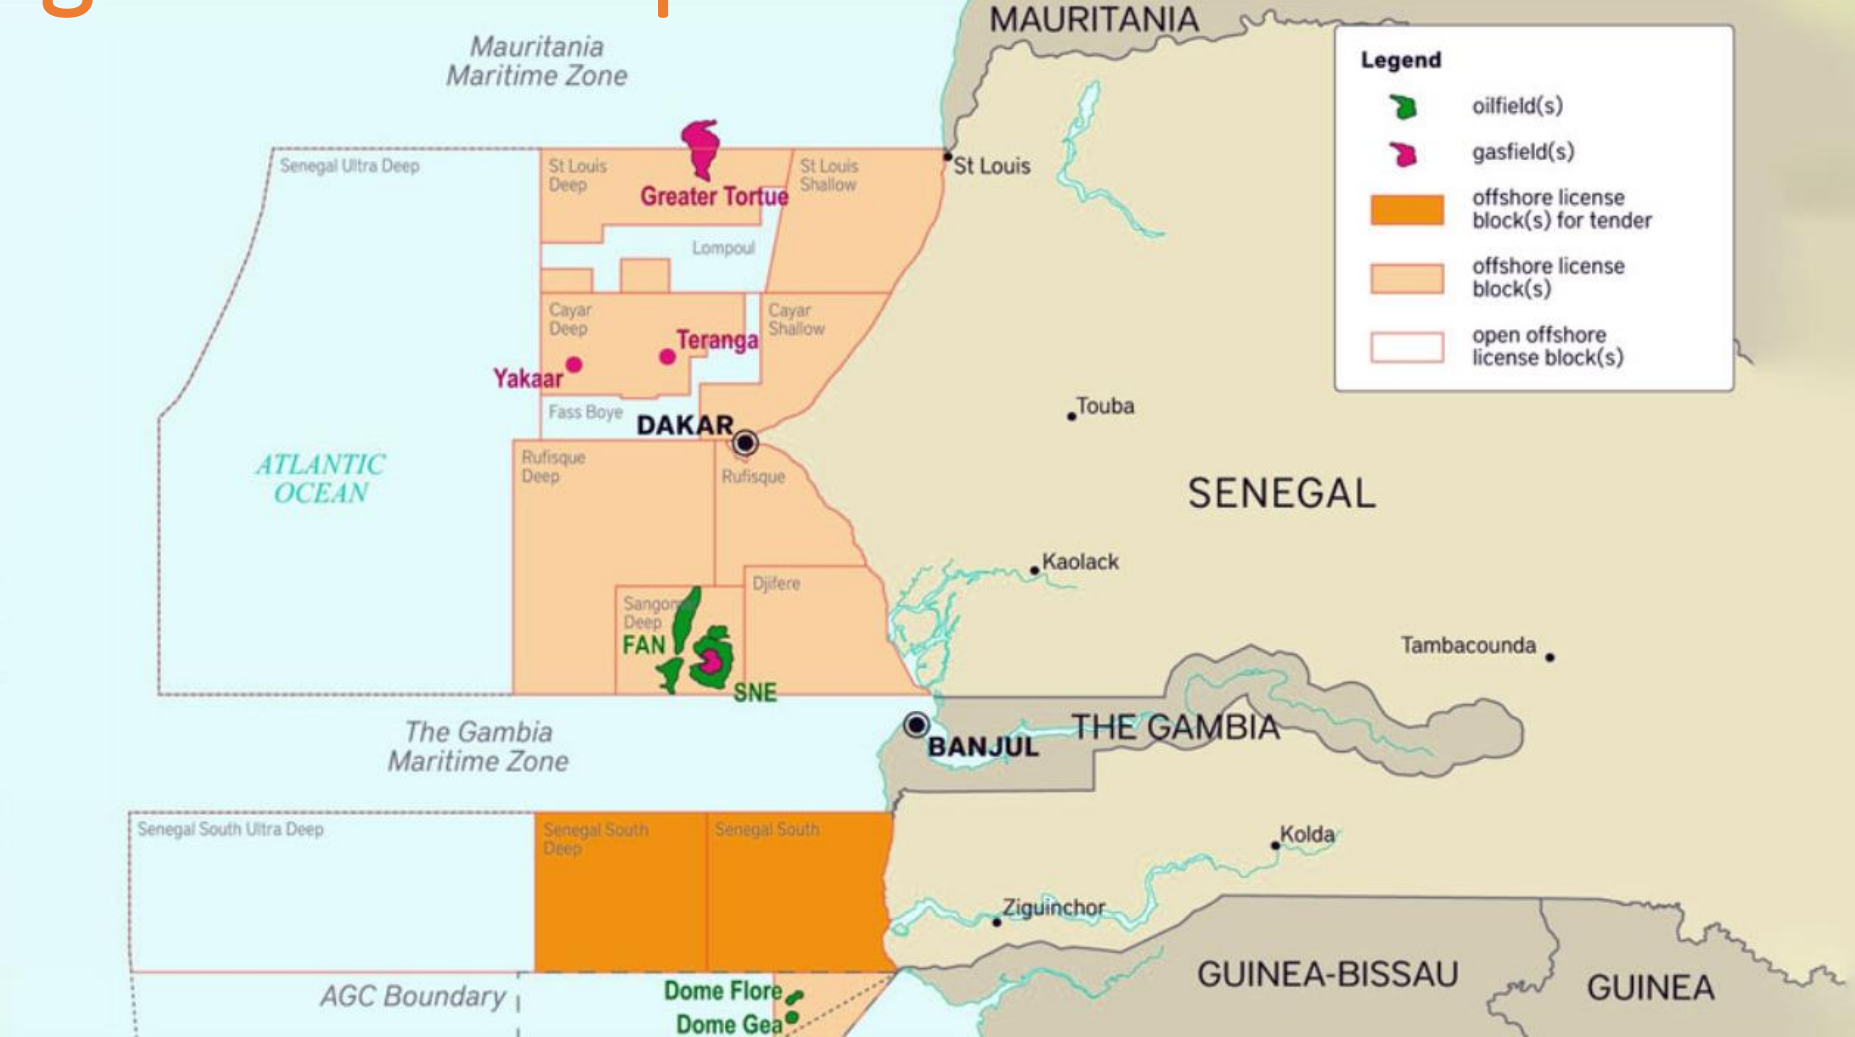 MAURITANIA
Mauritania
Maritime Zone
Legend
oilfield(s)
gasfield(s)
offshore license
block(s) for tender
offshore license
block(s)
open offshore
license block(s)
Senegal Ultra Deep
St Louis
Deep
St Louis
Shallow
St Louis
Greater Tortue
Lompoul
Cayar
Deep
Cayar
Shallow
Teranga
Yakaar
Fass Boye
DAKAR
Touba
ATLANTIC
OCEAN
Rufisque
Deep
Rufisque
SENEGAL
Kaolack
Djifere
Deep
FAN
SNE
Tambacounda
The Gambia
Maritime Zone
THE GAMBIA
BANJUL
Senegal South Ultra Deep
Senegal South
Deep
Senegal South
Kolda
Ziguinchor
GUINEA-BISSAU
GUINEA
AGC Boundary
Dome Flore
Dome Gea